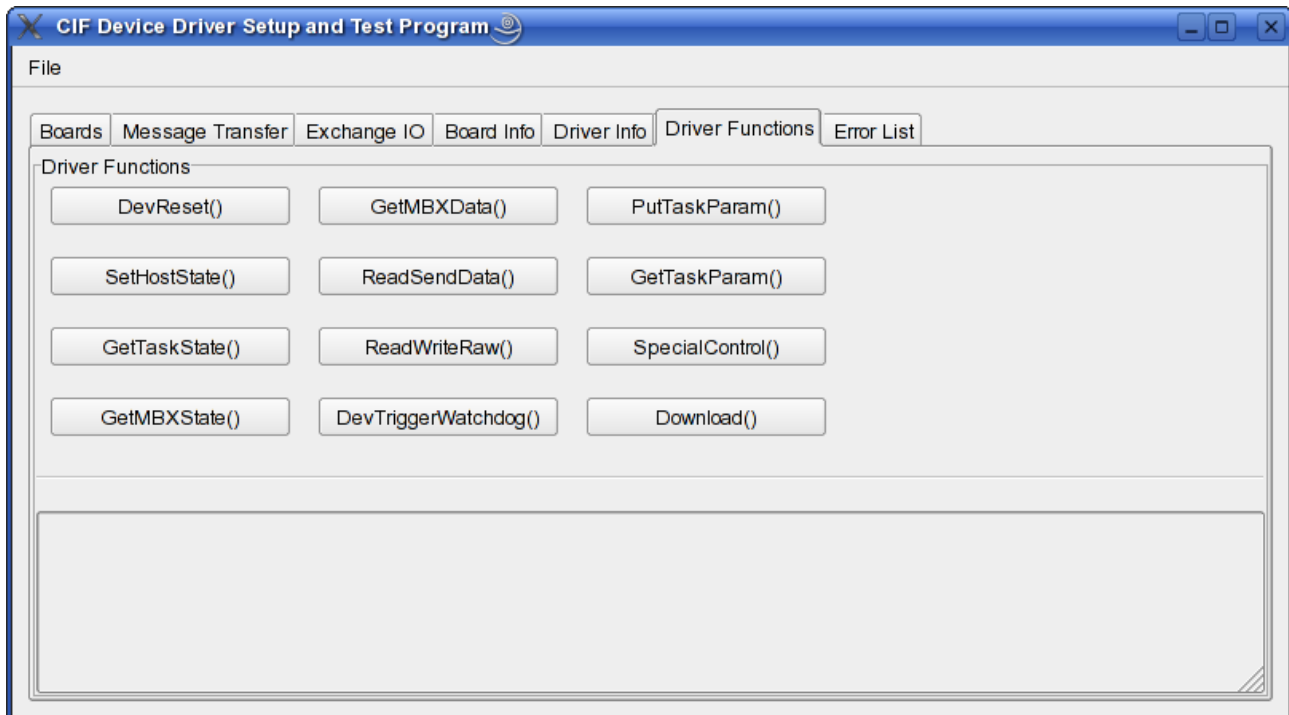 CIF Device Driver Setup and Test Program
File
Boards Message Transfer Exchange IO Board Info Driver Info Driver Functions Error List
Driver Functions
DevReset() GetMBXData() PutTaskParam()
SetHostState() ReadSendData() GetTaskParam()
GetTaskState() ReadWriteRaw() SpecialControl()
GetMBXState() DevTriggerWatchdog() Download()